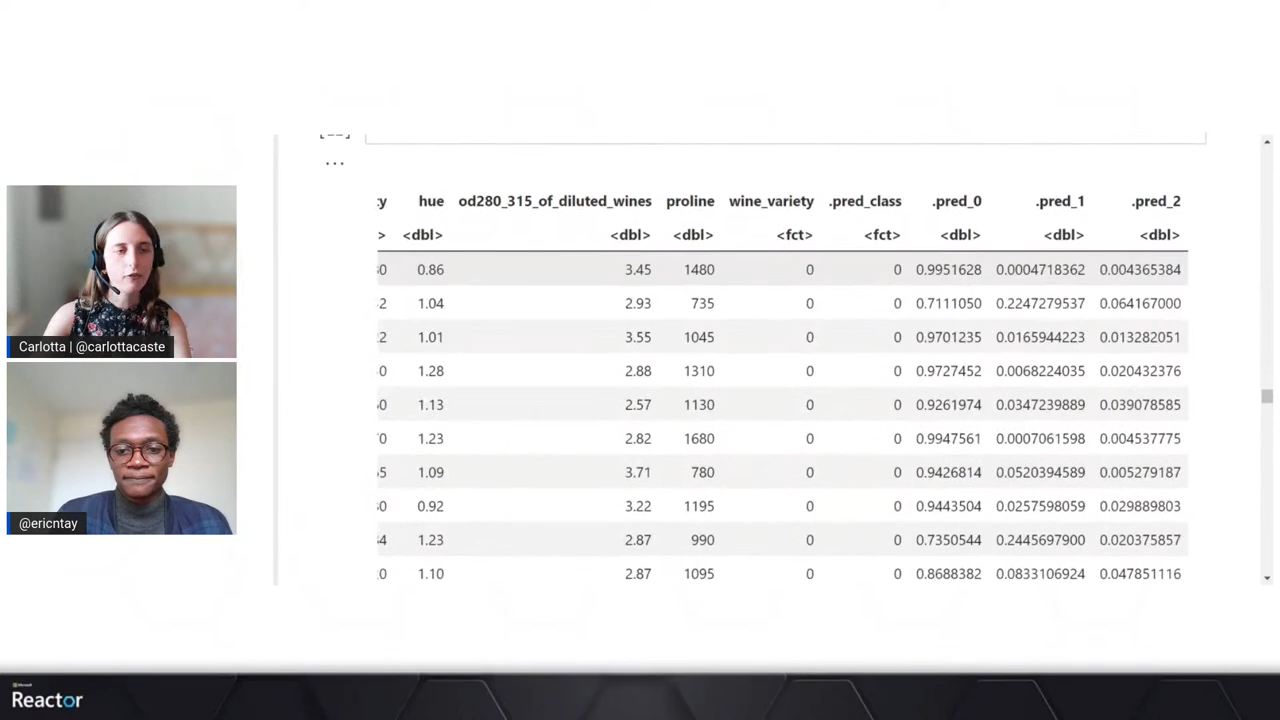 ...
hue od280_315_of_diluted_wines proline wine_variety .pred_class .pred_0 .pred_1 .pred_2
<dbl> <dbl> <dbl> <fct> <fct> <dbl> <dbl> <dbl>
0.86 3.45 1480 0 0 0.9951628 0.0004718362 0.004365384
1.04 2.93 735 0 0 0.7111050 0.2247279537 0.064167000
1.01 3.55 1045 0 0 0.9701235 0.0165944223 0.013282051
1.28 2.88 1310 0 0 0.9727452 0.0068224035 0.020432376
1.13 2.57 1130 0 0 0.9261974 0.0347239889 0.039078585
1.23 2.82 1680 0 0 0.9947561 0.0007061598 0.004537775
1.09 3.71 780 0 0 0.9426814 0.0520394589 0.005279187
0.92 3.22 1195 0 0 0.9443504 0.0257598059 0.029889803
1.23 2.87 990 0 0 0.7350544 0.2445697900 0.020375857
1.10 2.87 1095 0 0 0.8688382 0.0833106924 0.047851116
Carlotta | @carlottacaste
@ericntay
Microsoft
Reactor